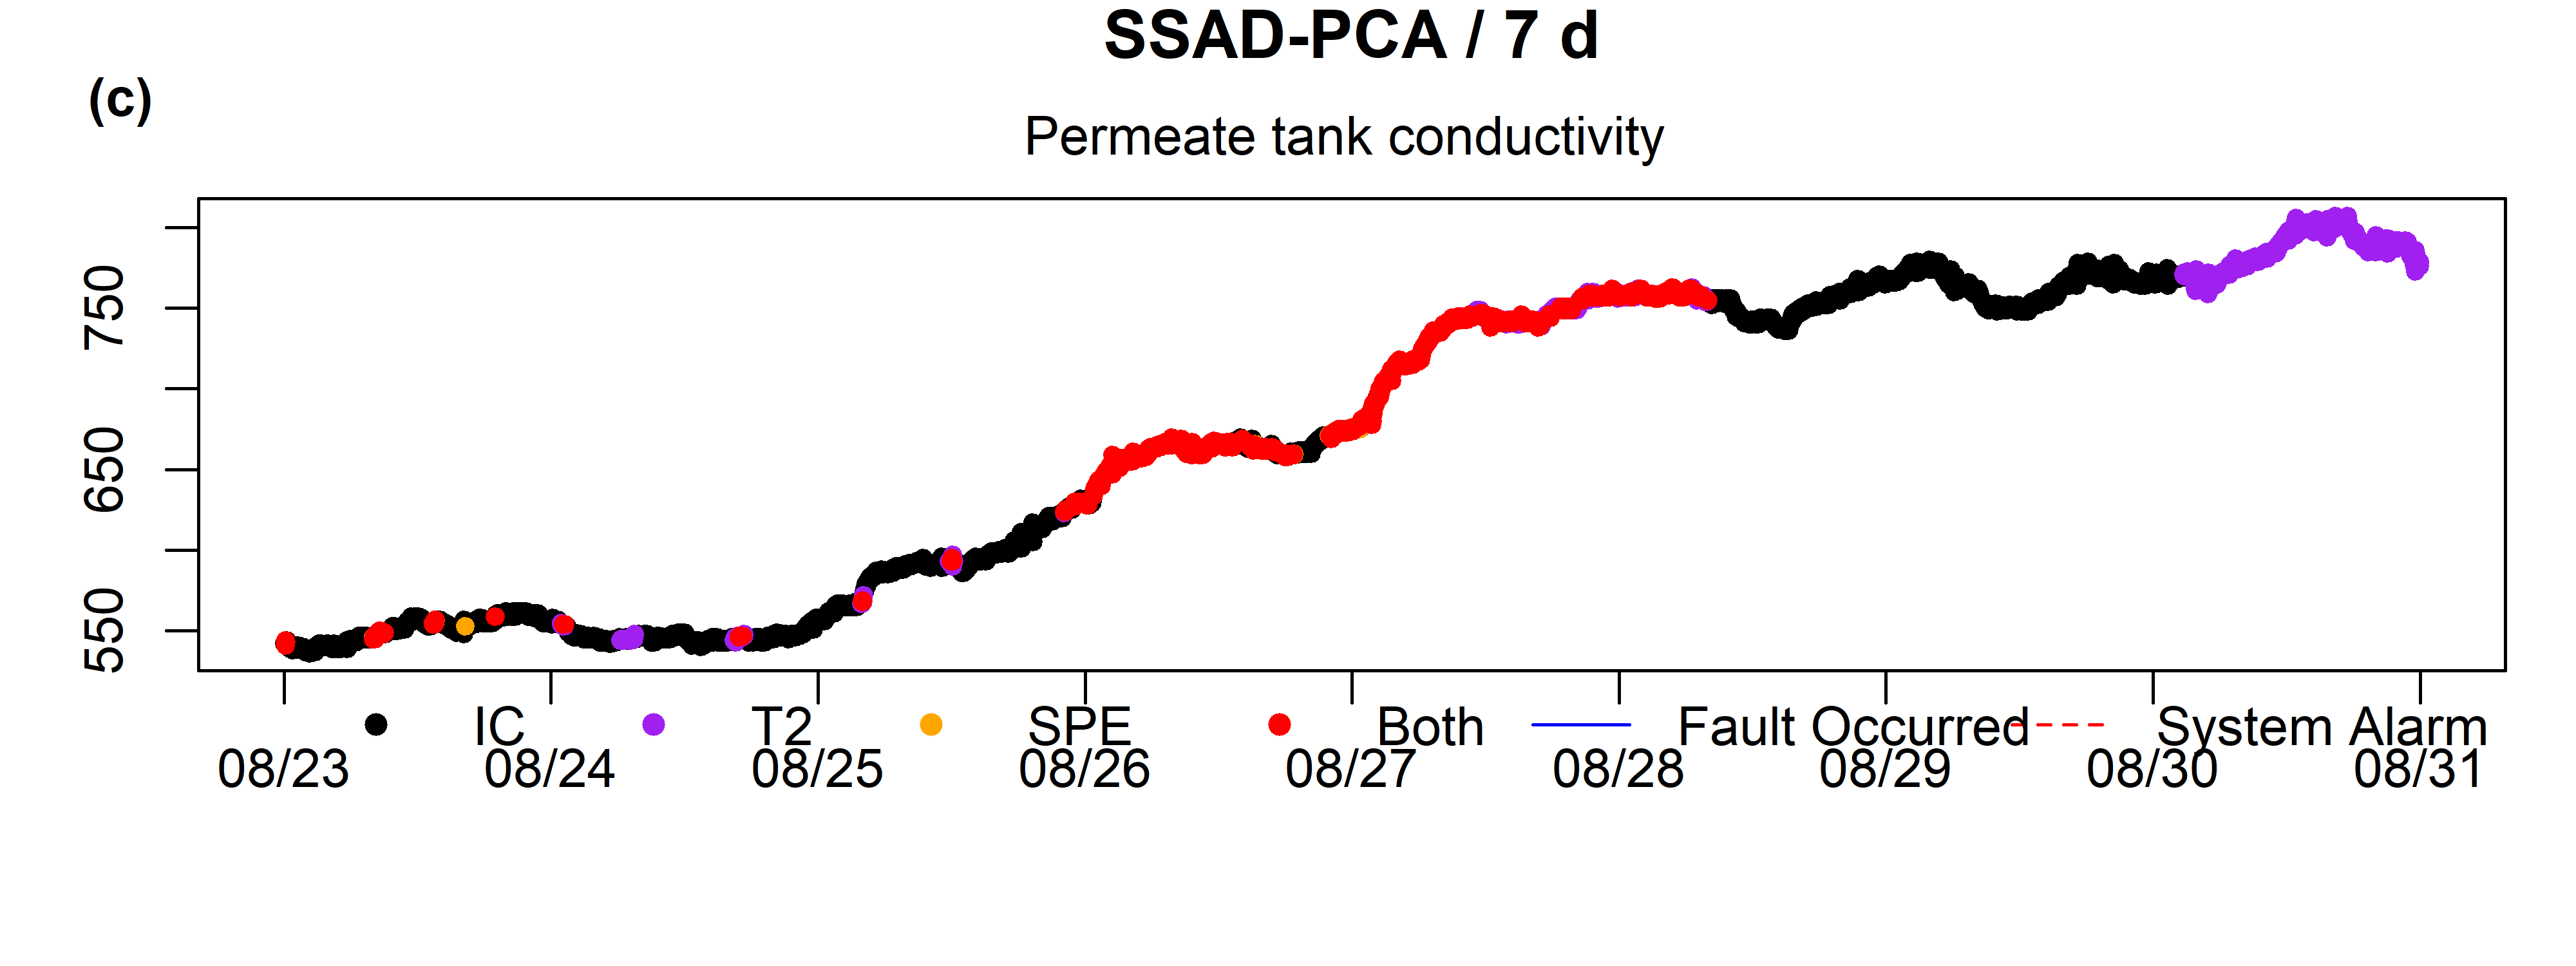 SSAD-PCA / 7 d
(c)
Permeate tank conductivity
750
650
550
IC T2 SPE Both Fault Occurred System Alarm
08/23 08/24 08/25 08/26 08/27 08/28 08/29 08/30 08/31